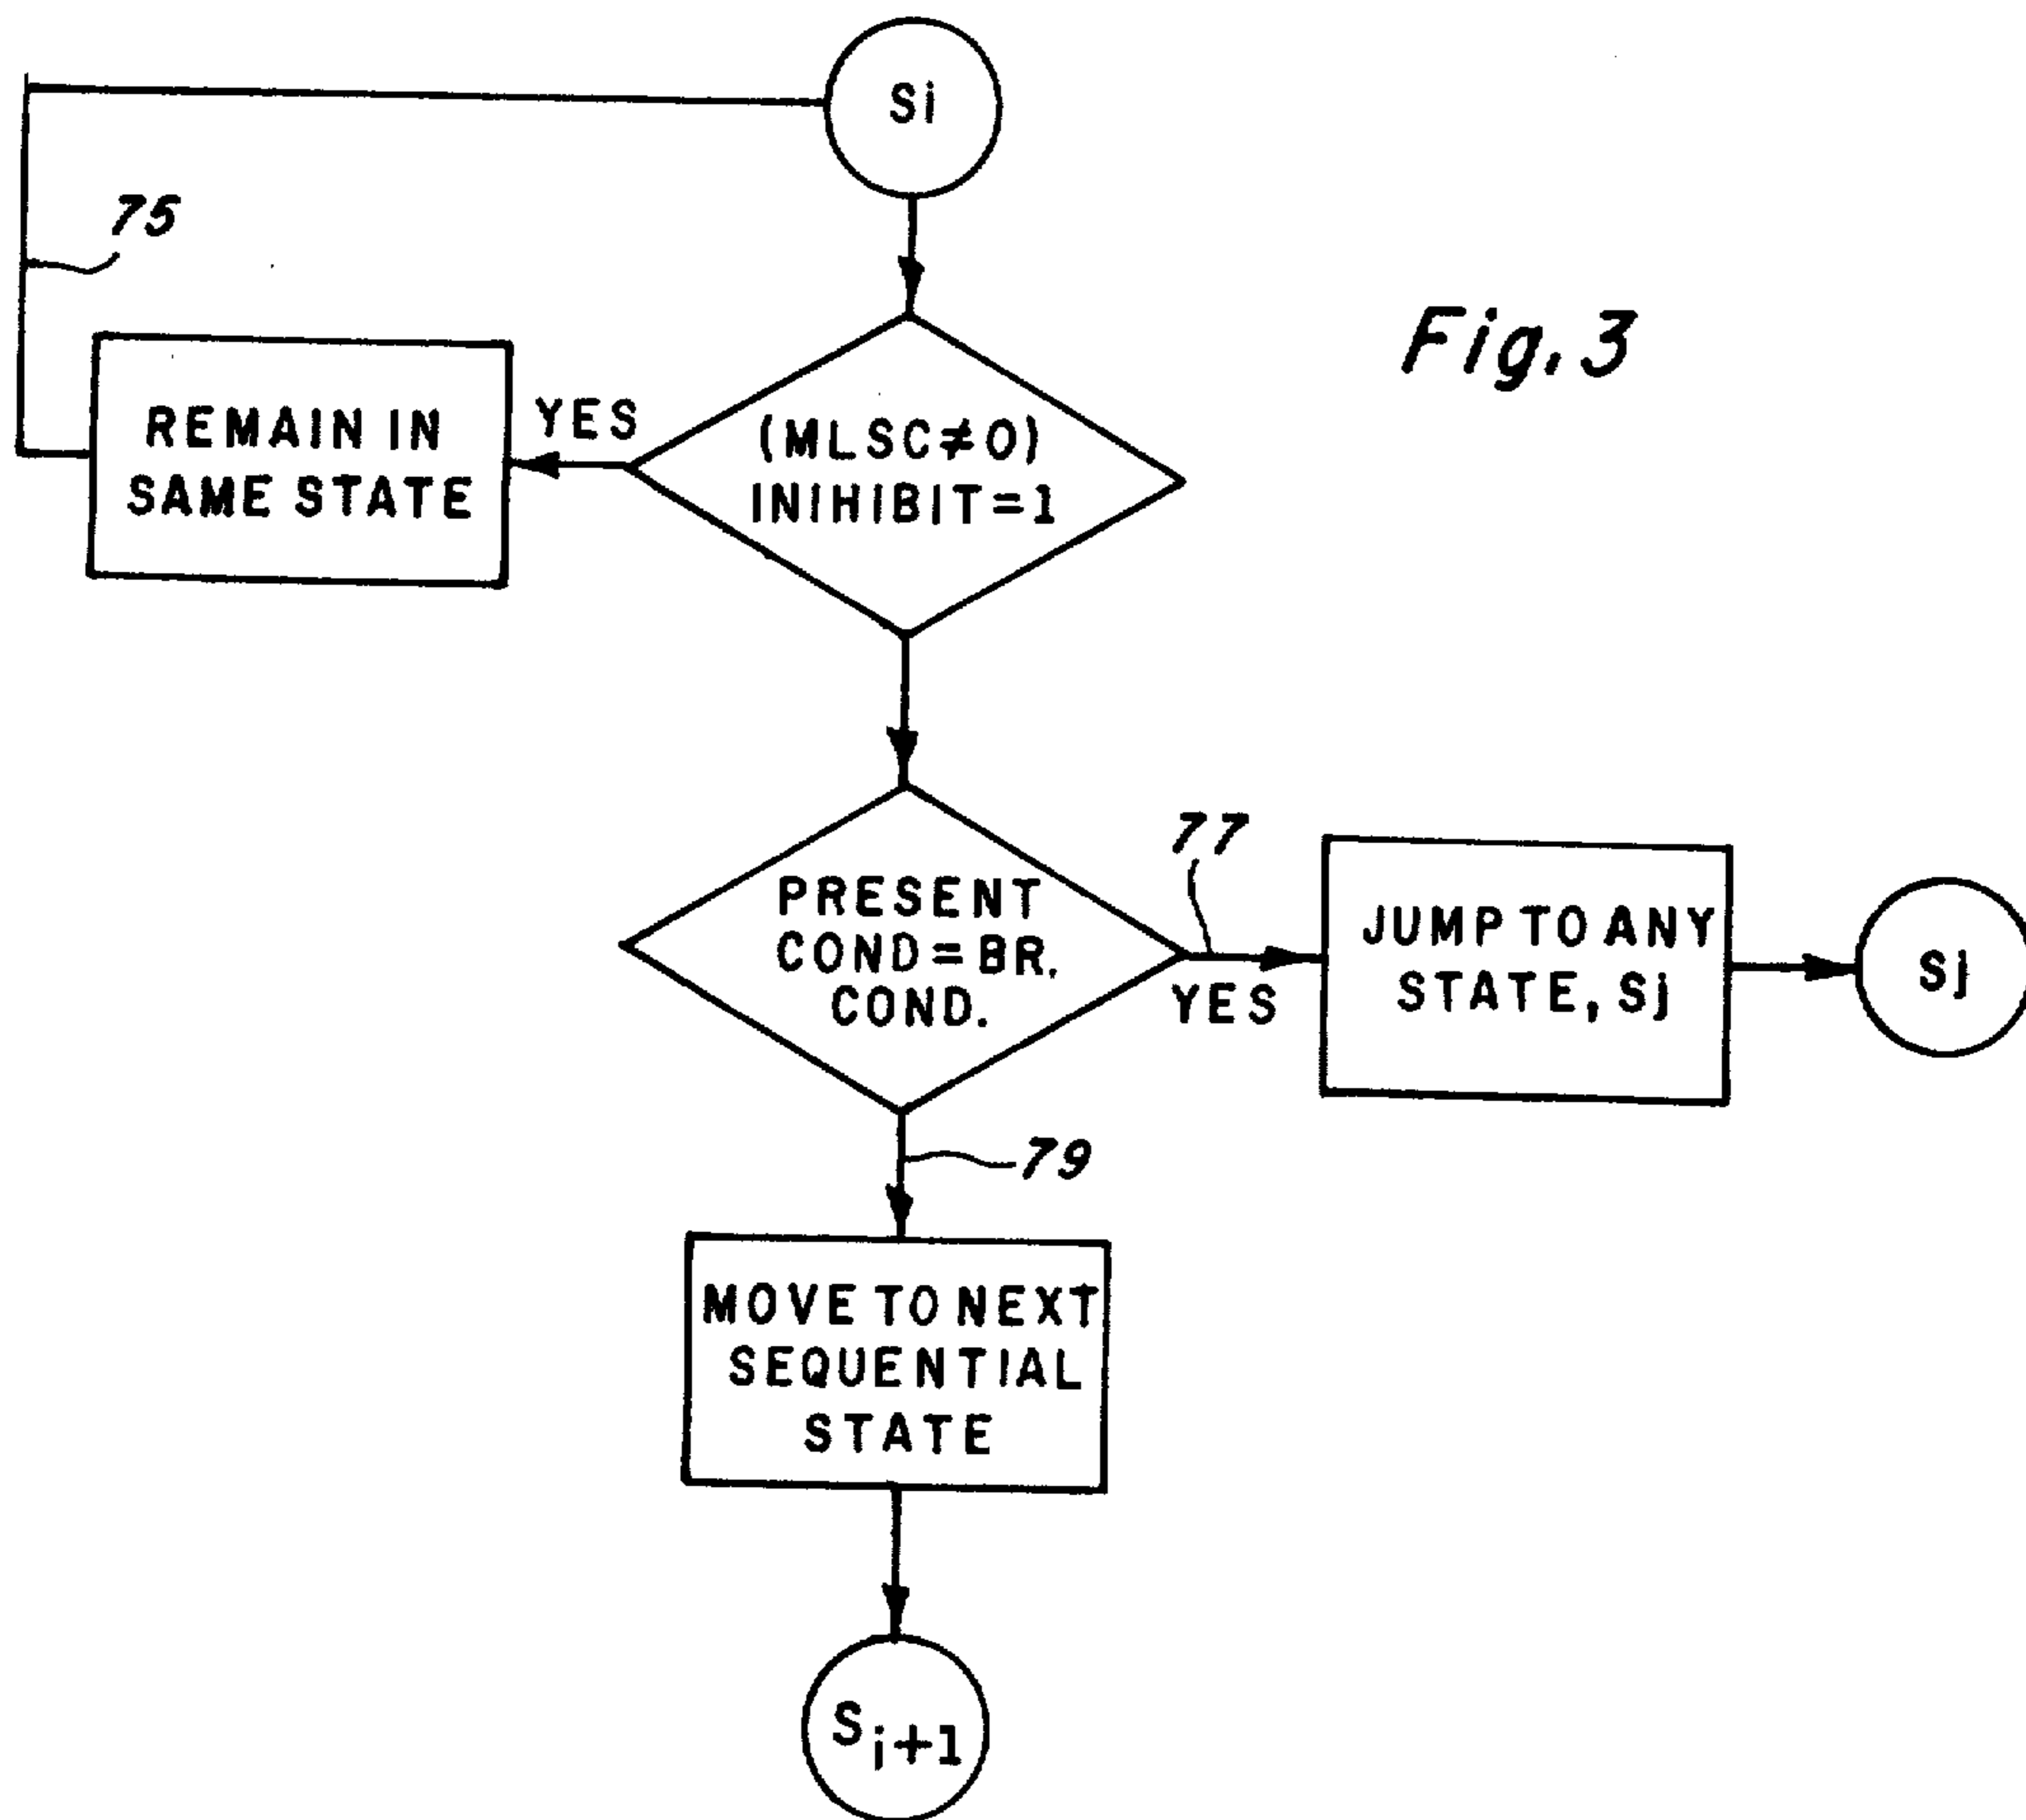 Si
75
Fig. 3
REMAIN IN
SAME STATE
YES
(MLSC≠0)
INIHIBIT=1
PRESENT
COND=BR.
COND.
77
YES
JUMP TO ANY
STATE, Sj
Sj
79
MOVE TO NEXT
SEQUENTIAL
STATE
Si+1